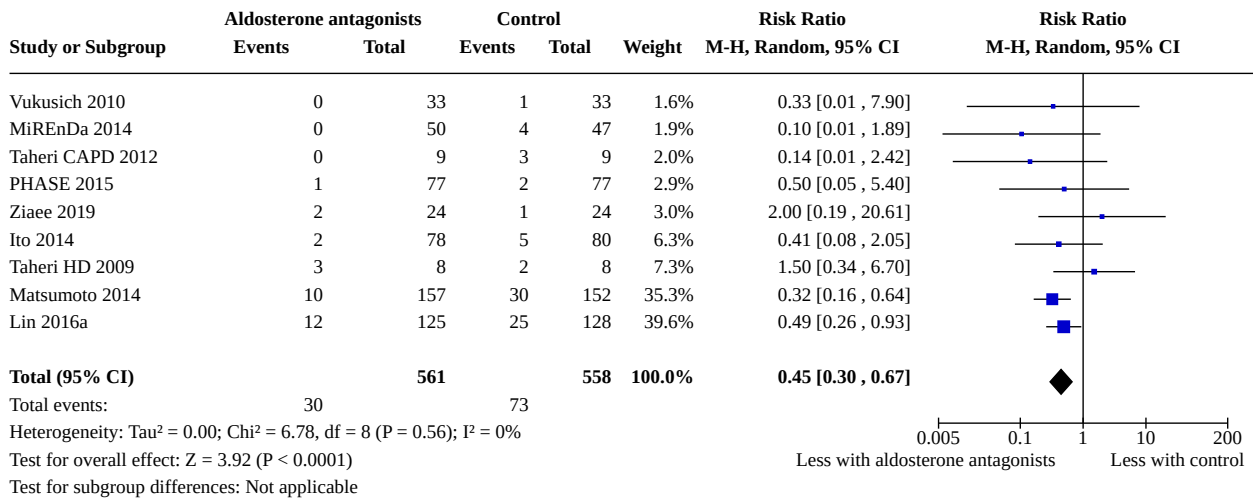 Aldosterone antagonists Control Risk Ratio Risk Ratio
Study or Subgroup Events Total Events Total Weight M-H, Random, 95% CI M-H, Random, 95% CI
Vukusich 2010 0 33 1 33 1.6% 0.33 [0.01 , 7.90]
MiREnDa 2014 0 50 4 47 1.9% 0.10 [0.01 , 1.89]
Taheri CAPD 2012 0 9 3 9 2.0% 0.14 [0.01 , 2.42]
PHASE 2015 1 77 2 77 2.9% 0.50 [0.05 , 5.40]
Ziaee 2019 2 24 1 24 3.0% 2.00 [0.19 , 20.61]
Ito 2014 2 78 5 80 6.3% 0.41 [0.08 , 2.05]
Taheri HD 2009 3 8 2 8 7.3% 1.50 [0.34 , 6.70]
Matsumoto 2014 10 157 30 152 35.3% 0.32 [0.16 , 0.64]
Lin 2016a 12 125 25 128 39.6% 0.49 [0.26 , 0.93]
Total (95% CI) 561 558 100.0% 0.45 [0.30 , 0.67]
Total events: 30 73
Heterogeneity: Tau² = 0.00; Chi² = 6.78, df = 8 (P = 0.56); I² = 0%
0.005 0.1 1 10 200
Test for overall effect: Z = 3.92 (P < 0.0001)
Less with aldosterone antagonists Less with control
Test for subgroup differences: Not applicable